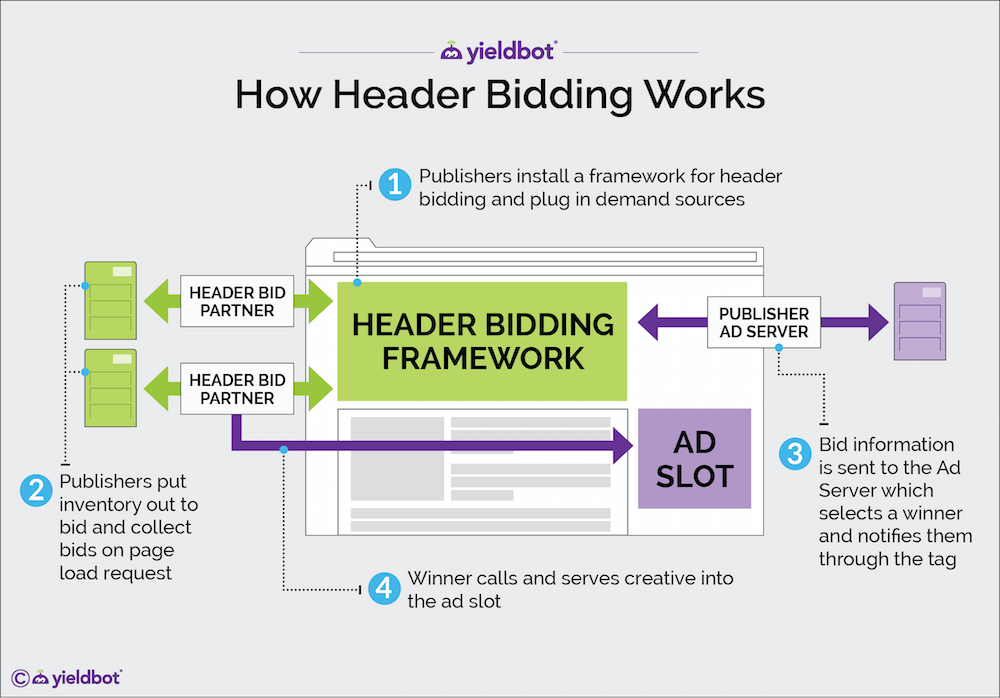 yieldbot
How Header Bidding Works
1
Publishers install a framework for header
bidding and plug in demand sources
HEADER BID
PARTNER
HEADER BIDDING
FRAMEWORK
PUBLISHER
AD SERVER
HEADER BID
PARTNER
AD
SLOT
2
Publishers put
inventory out to
bid and collect
bids on page
load request
3
Bid information
is sent to the Ad
Server which
selects a winner
and notifies them
through the tag
4
Winner calls and serves creative into
the ad slot
© yieldbot